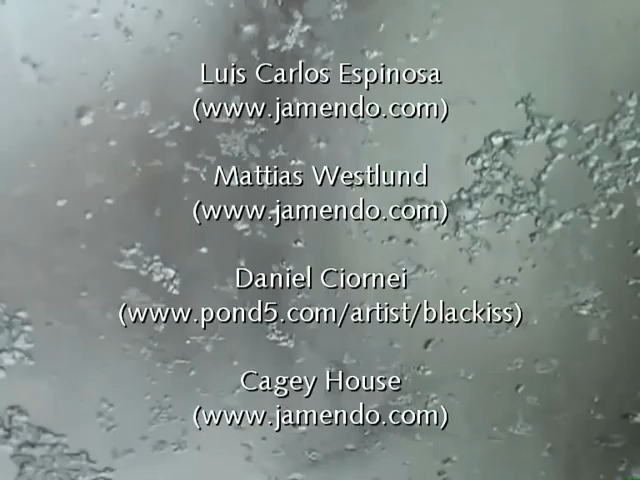 Luis Carlos Espinosa
(www.jamendo.com)
Mattias Westlund
(www.jamendo.com)
Daniel Ciornei
(www.pond5.com/artist/blackiss)
Cagey House
(www.jamendo.com)